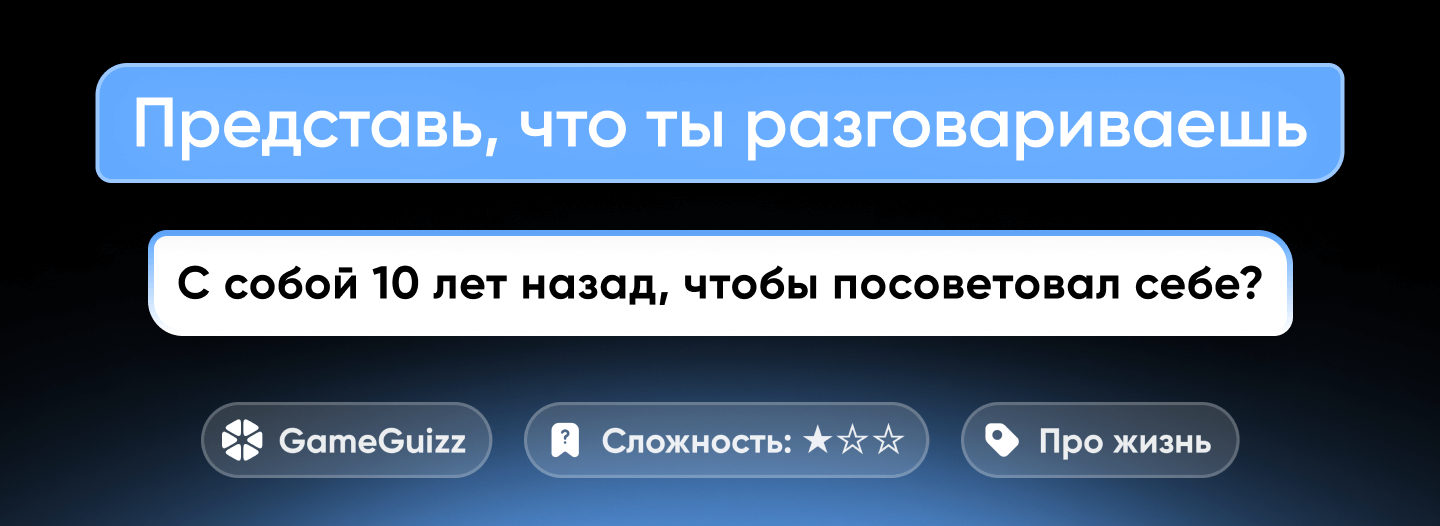 Представь, что ты разговариваешь
С собой 10 лет назад, чтобы посоветовал себе?
GameGuizz
Сложность: ★☆☆
Про жизнь